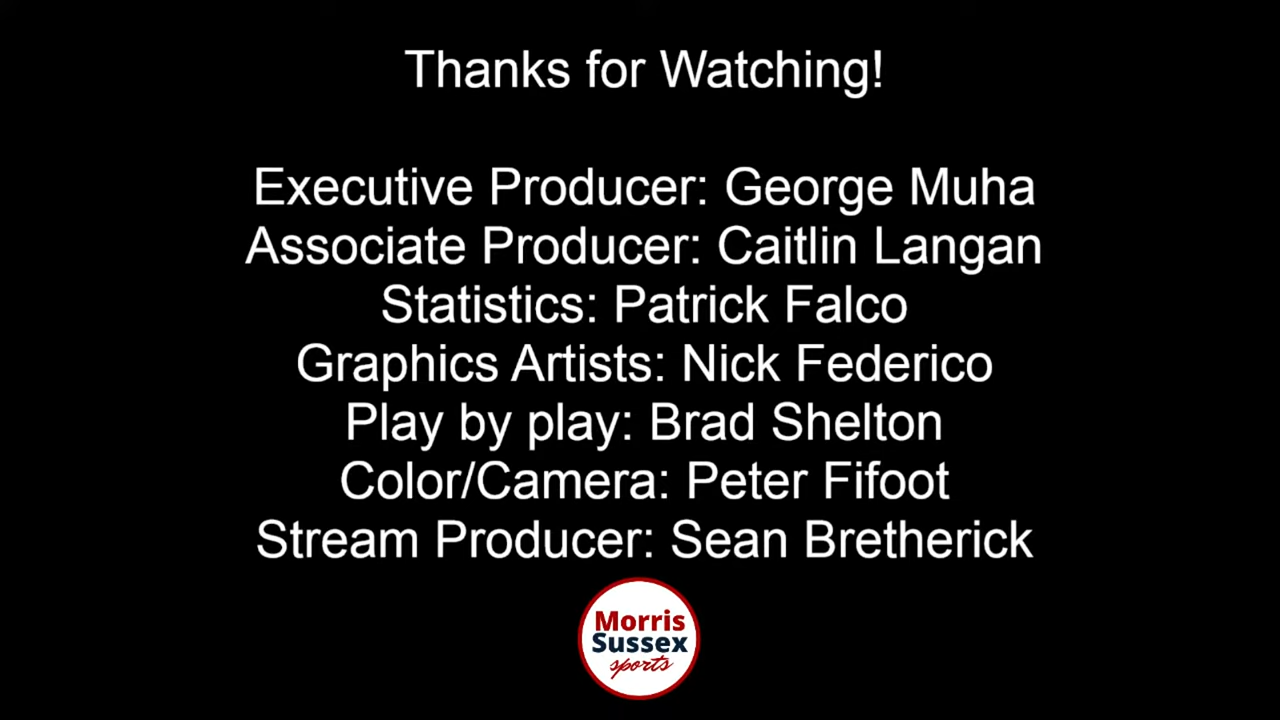 Thanks for Watching!
Executive Producer: George Muha
Associate Producer: Caitlin Langan
Statistics: Patrick Falco
Graphics Artists: Nick Federico
Play by play: Brad Shelton
Color/Camera: Peter Fifoot
Stream Producer: Sean Bretherick
Morris
Sussex
sports